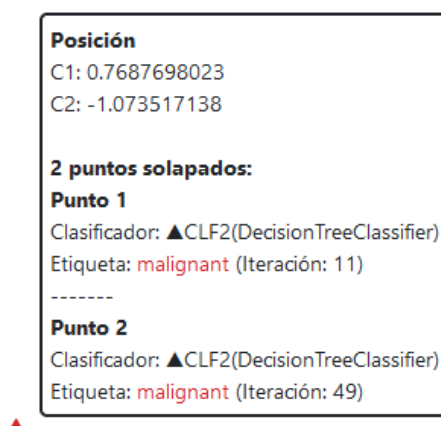 Posición
C1: 0.7687698023
C2: -1.073517138
2 puntos solapados:
Punto 1
Clasificador: ▲CLF2(DecisionTreeClassifier)
Etiqueta: malignant (Iteración: 11)
-------
Punto 2
Clasificador: ▲CLF2(DecisionTreeClassifier)
Etiqueta: malignant (Iteración: 49)